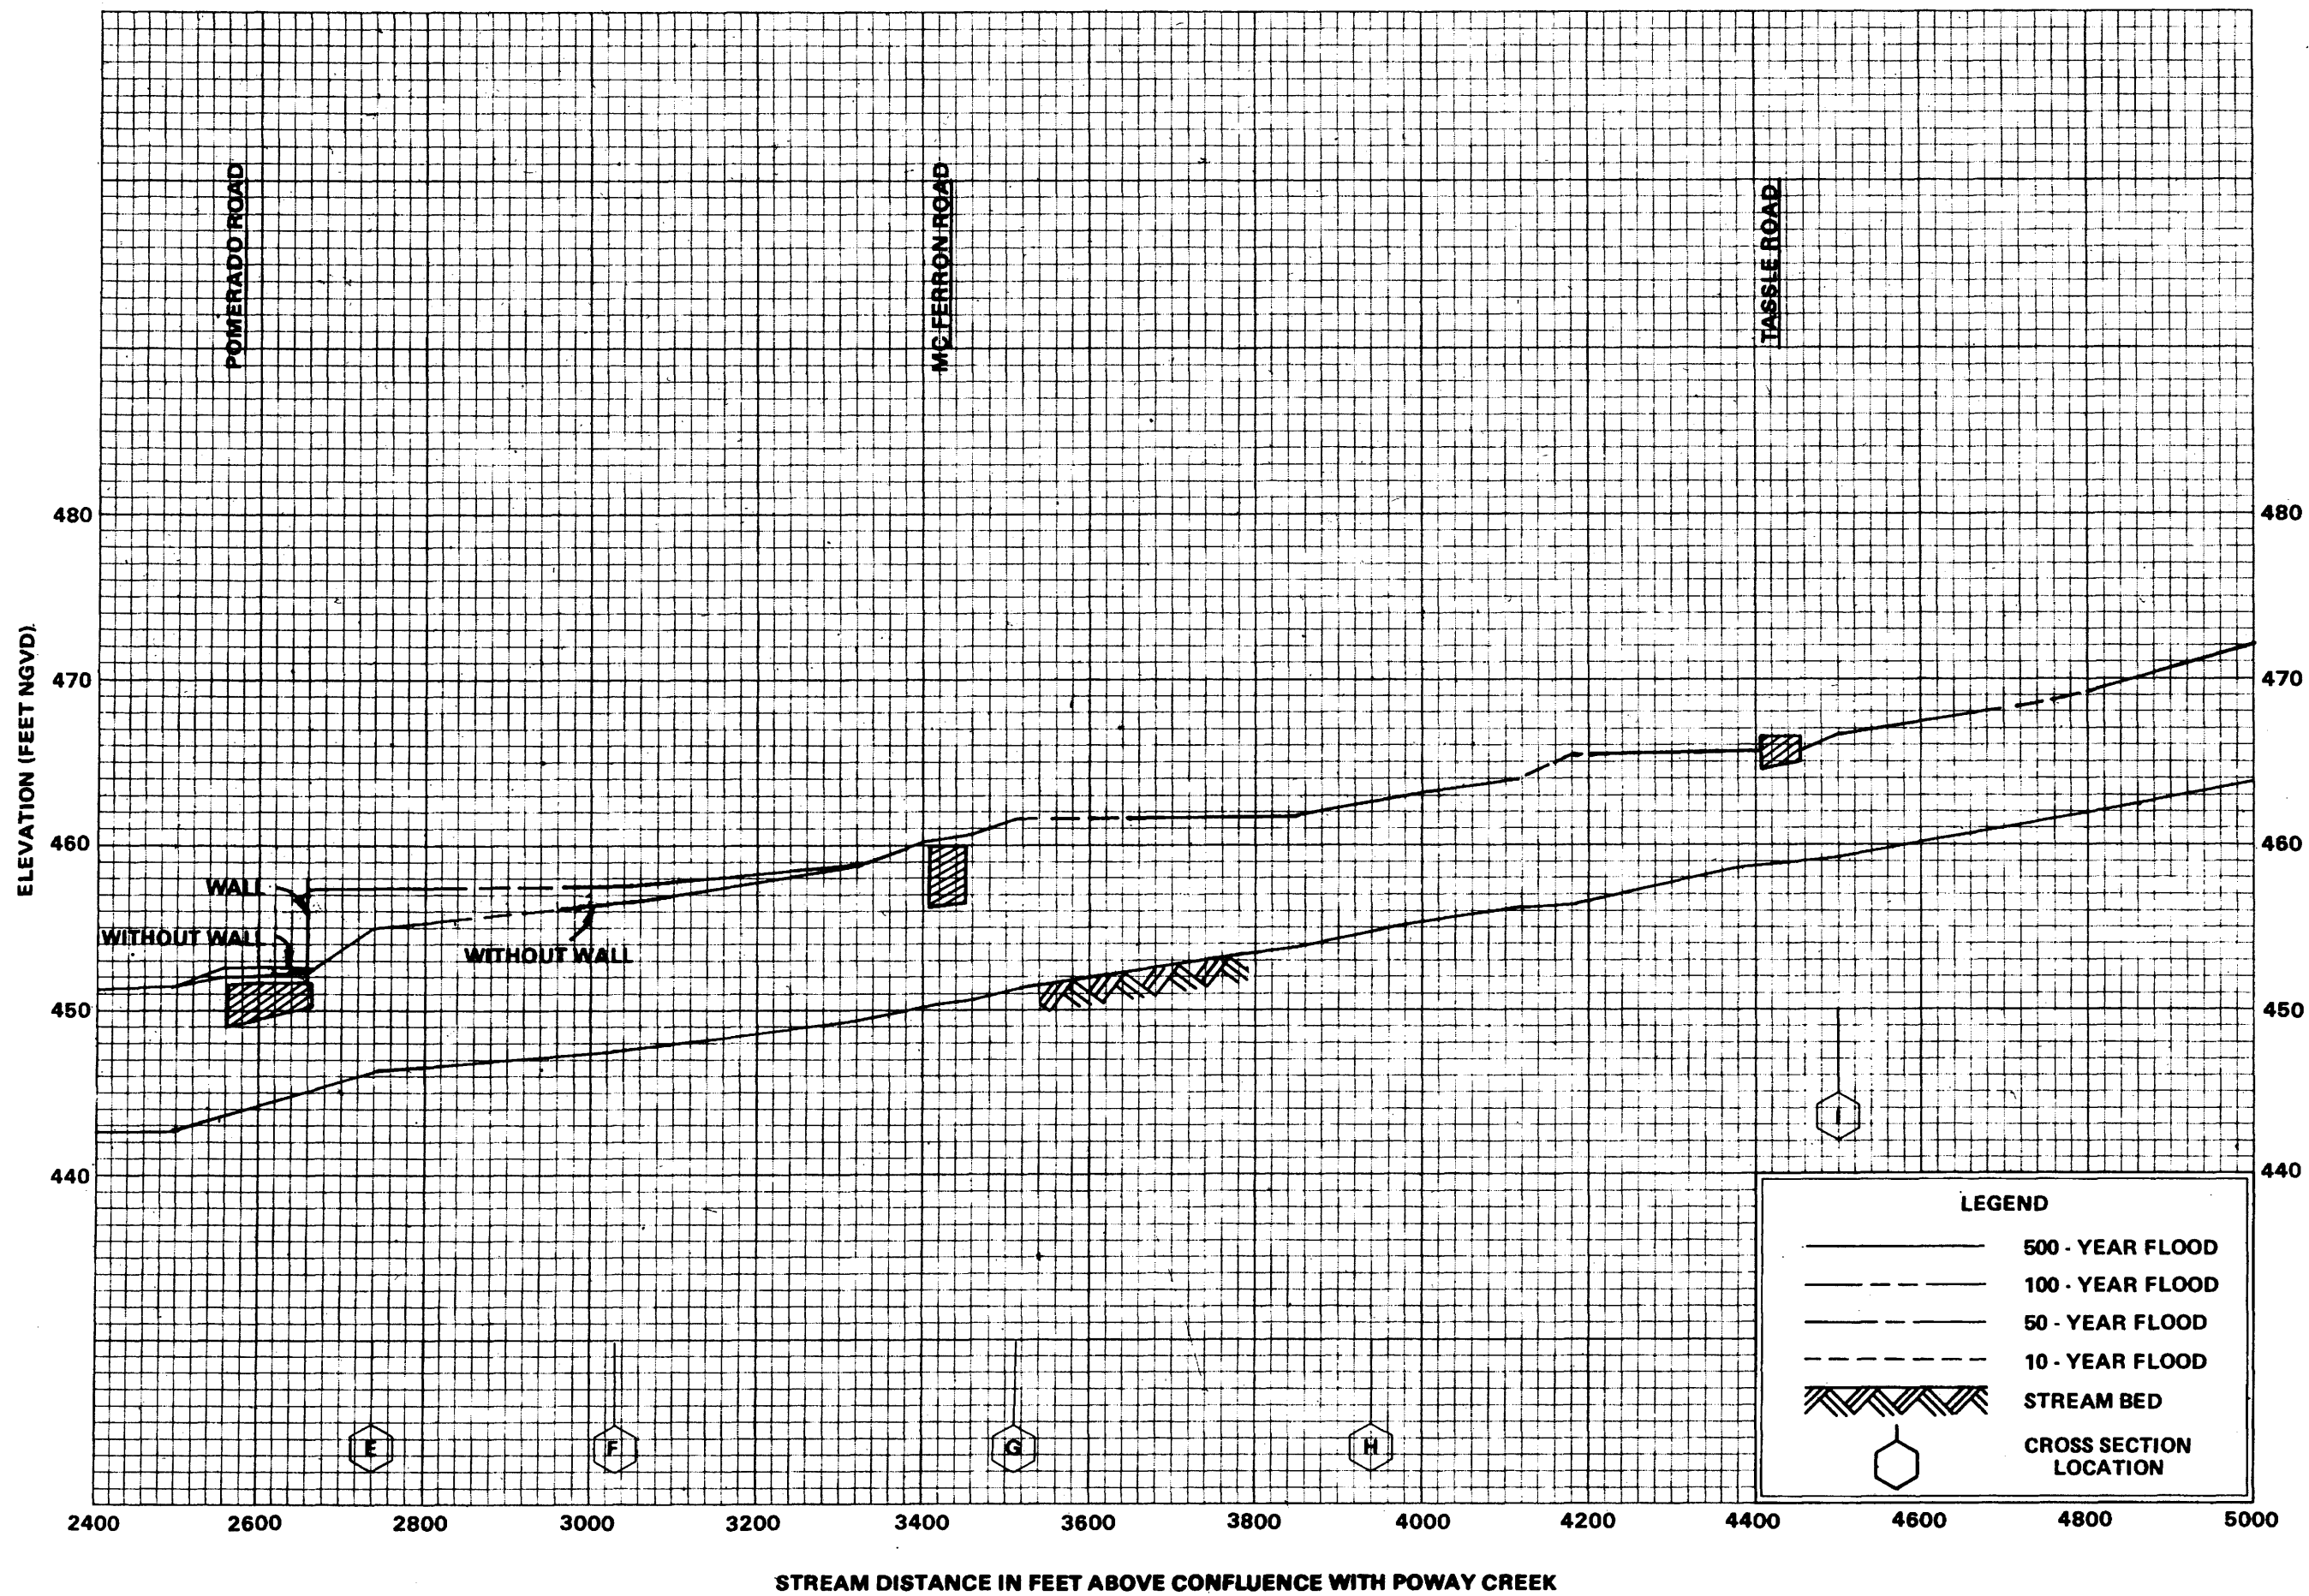 POMERADO ROAD
MC FERRON ROAD
TASSLE ROAD
ELEVATION (FEET NGVD)
480
470
460
450
440
480
470
460
450
440
WALL
WITHOUT WALL
WITHOUT WALL
E
F
G
H
I
LEGEND
500 - YEAR FLOOD
100 - YEAR FLOOD
50 - YEAR FLOOD
10 - YEAR FLOOD
STREAM BED
CROSS SECTION
LOCATION
2400 2600 2800 3000 3200 3400 3600 3800 4000 4200 4400 4600 4800 5000
STREAM DISTANCE IN FEET ABOVE CONFLUENCE WITH POWAY CREEK